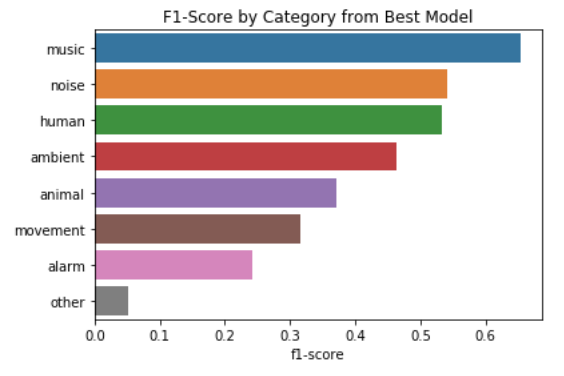 F1-Score by Category from Best Model
music
noise
human
ambient
animal
movement
alarm
other
0.0 0.1 0.2 0.3 0.4 0.5 0.6
f1-score